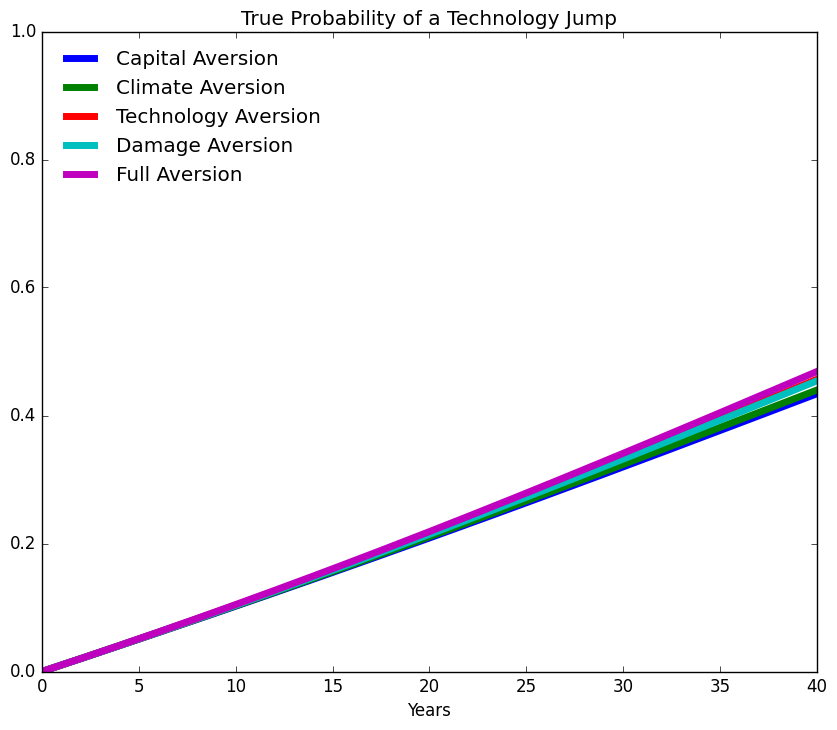 True Probability of a Technology Jump
1.0
Capital Aversion
Climate Aversion
Technology Aversion
Damage Aversion
Full Aversion
0.8
0.6
0.4
0.2
0.0
0 5 10 15 20 25 30 35 40
Years